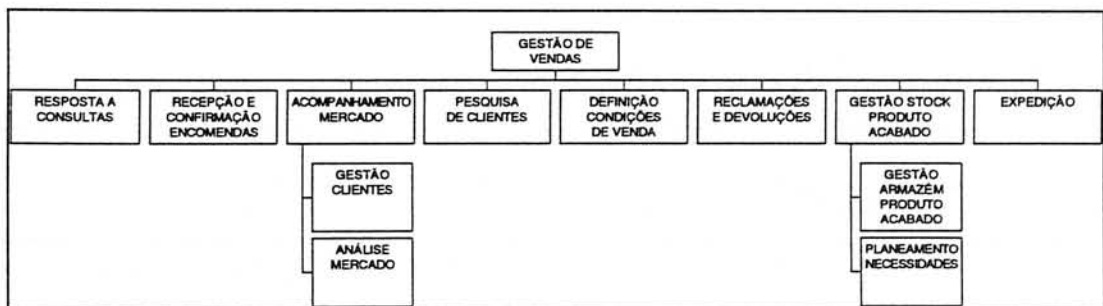 GESTÃO DE
VENDAS
RESPOSTA A
CONSULTAS
RECEPÇÃO E
CONFIRMAÇÃO
ENCOMENDAS
ACOMPANHAMENTO
MERCADO
PESQUISA
DE CLIENTES
DEFINIÇÃO
CONDIÇÕES
DE VENDA
RECLAMAÇÕES
E DEVOLUÇÕES
GESTÃO STOCK
PRODUTO
ACABADO
EXPEDIÇÃO
GESTÃO
CLIENTES
ANÁLISE
MERCADO
GESTÃO
ARMAZÉM
PRODUTO
ACABADO
PLANEAMENTO
NECESSIDADES